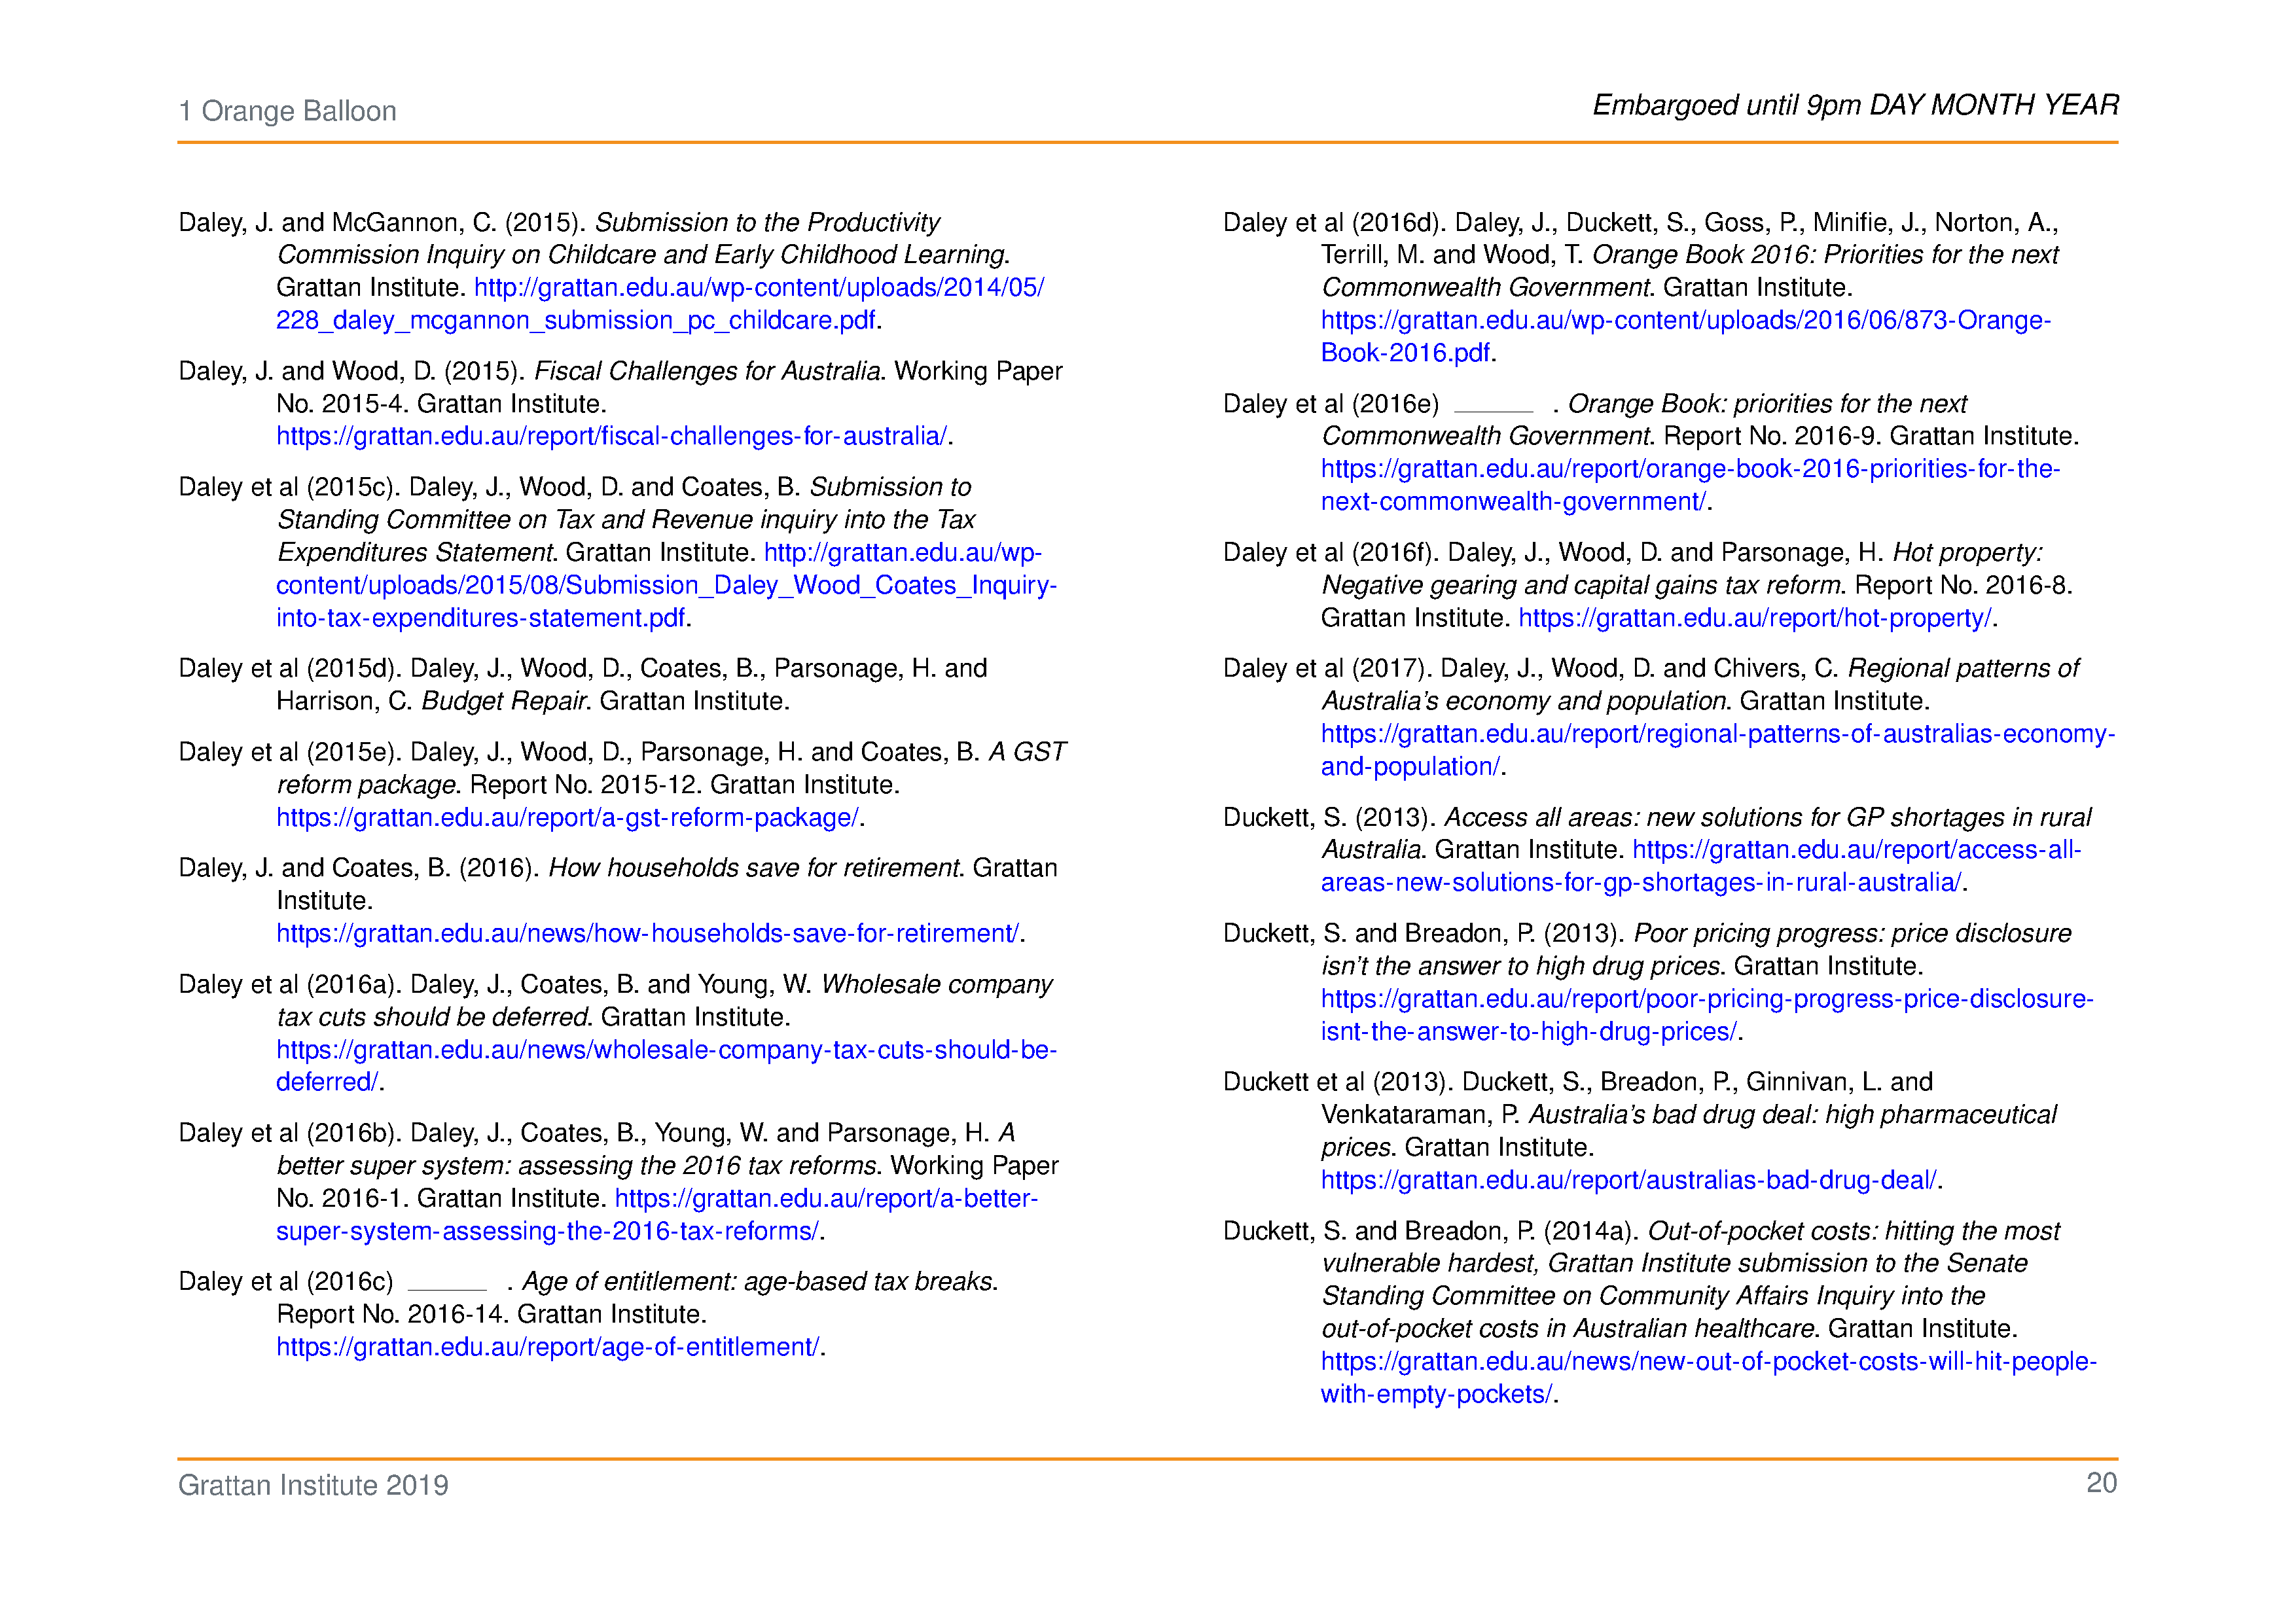 1 Orange Balloon
Embargoed until 9pm DAY MONTH YEAR
Daley, J. and McGannon, C. (2015). Submission to the Productivity
Commission Inquiry on Childcare and Early Childhood Learning.
Grattan Institute. http://grattan.edu.au/wp-content/uploads/2014/05/
228_daley_mcgannon_submission_pc_childcare.pdf.
Daley, J. and Wood, D. (2015). Fiscal Challenges for Australia. Working Paper
No. 2015-4. Grattan Institute.
https://grattan.edu.au/report/fiscal-challenges-for-australia/.
Daley et al (2015c). Daley, J., Wood, D. and Coates, B. Submission to
Standing Committee on Tax and Revenue inquiry into the Tax
Expenditures Statement. Grattan Institute. http://grattan.edu.au/wp-
content/uploads/2015/08/Submission_Daley_Wood_Coates_Inquiry-
into-tax-expenditures-statement.pdf.
Daley et al (2015d). Daley, J., Wood, D., Coates, B., Parsonage, H. and
Harrison, C. Budget Repair. Grattan Institute.
Daley et al (2015e). Daley, J., Wood, D., Parsonage, H. and Coates, B. A GST
reform package. Report No. 2015-12. Grattan Institute.
https://grattan.edu.au/report/a-gst-reform-package/.
Daley, J. and Coates, B. (2016). How households save for retirement. Grattan
Institute.
https://grattan.edu.au/news/how-households-save-for-retirement/.
Daley et al (2016a). Daley, J., Coates, B. and Young, W. Wholesale company
tax cuts should be deferred. Grattan Institute.
https://grattan.edu.au/news/wholesale-company-tax-cuts-should-be-
deferred/.
Daley et al (2016b). Daley, J., Coates, B., Young, W. and Parsonage, H. A
better super system: assessing the 2016 tax reforms. Working Paper
No. 2016-1. Grattan Institute. https://grattan.edu.au/report/a-better-
super-system-assessing-the-2016-tax-reforms/.
Daley et al (2016c) ______ . Age of entitlement: age-based tax breaks.
Report No. 2016-14. Grattan Institute.
https://grattan.edu.au/report/age-of-entitlement/.
Daley et al (2016d). Daley, J., Duckett, S., Goss, P., Minifie, J., Norton, A.,
Terrill, M. and Wood, T. Orange Book 2016: Priorities for the next
Commonwealth Government. Grattan Institute.
https://grattan.edu.au/wp-content/uploads/2016/06/873-Orange-
Book-2016.pdf.
Daley et al (2016e) ______ . Orange Book: priorities for the next
Commonwealth Government. Report No. 2016-9. Grattan Institute.
https://grattan.edu.au/report/orange-book-2016-priorities-for-the-
next-commonwealth-government/.
Daley et al (2016f). Daley, J., Wood, D. and Parsonage, H. Hot property:
Negative gearing and capital gains tax reform. Report No. 2016-8.
Grattan Institute. https://grattan.edu.au/report/hot-property/.
Daley et al (2017). Daley, J., Wood, D. and Chivers, C. Regional patterns of
Australia's economy and population. Grattan Institute.
https://grattan.edu.au/report/regional-patterns-of-australias-economy-
and-population/.
Duckett, S. (2013). Access all areas: new solutions for GP shortages in rural
Australia. Grattan Institute. https://grattan.edu.au/report/access-all-
areas-new-solutions-for-gp-shortages-in-rural-australia/.
Duckett, S. and Breadon, P. (2013). Poor pricing progress: price disclosure
isn't the answer to high drug prices. Grattan Institute.
https://grattan.edu.au/report/poor-pricing-progress-price-disclosure-
isnt-the-answer-to-high-drug-prices/.
Duckett et al (2013). Duckett, S., Breadon, P., Ginnivan, L. and
Venkataraman, P. Australia's bad drug deal: high pharmaceutical
prices. Grattan Institute.
https://grattan.edu.au/report/australias-bad-drug-deal/.
Duckett, S. and Breadon, P. (2014a). Out-of-pocket costs: hitting the most
vulnerable hardest, Grattan Institute submission to the Senate
Standing Committee on Community Affairs Inquiry into the
out-of-pocket costs in Australian healthcare. Grattan Institute.
https://grattan.edu.au/news/new-out-of-pocket-costs-will-hit-people-
with-empty-pockets/.
Grattan Institute 2019
20